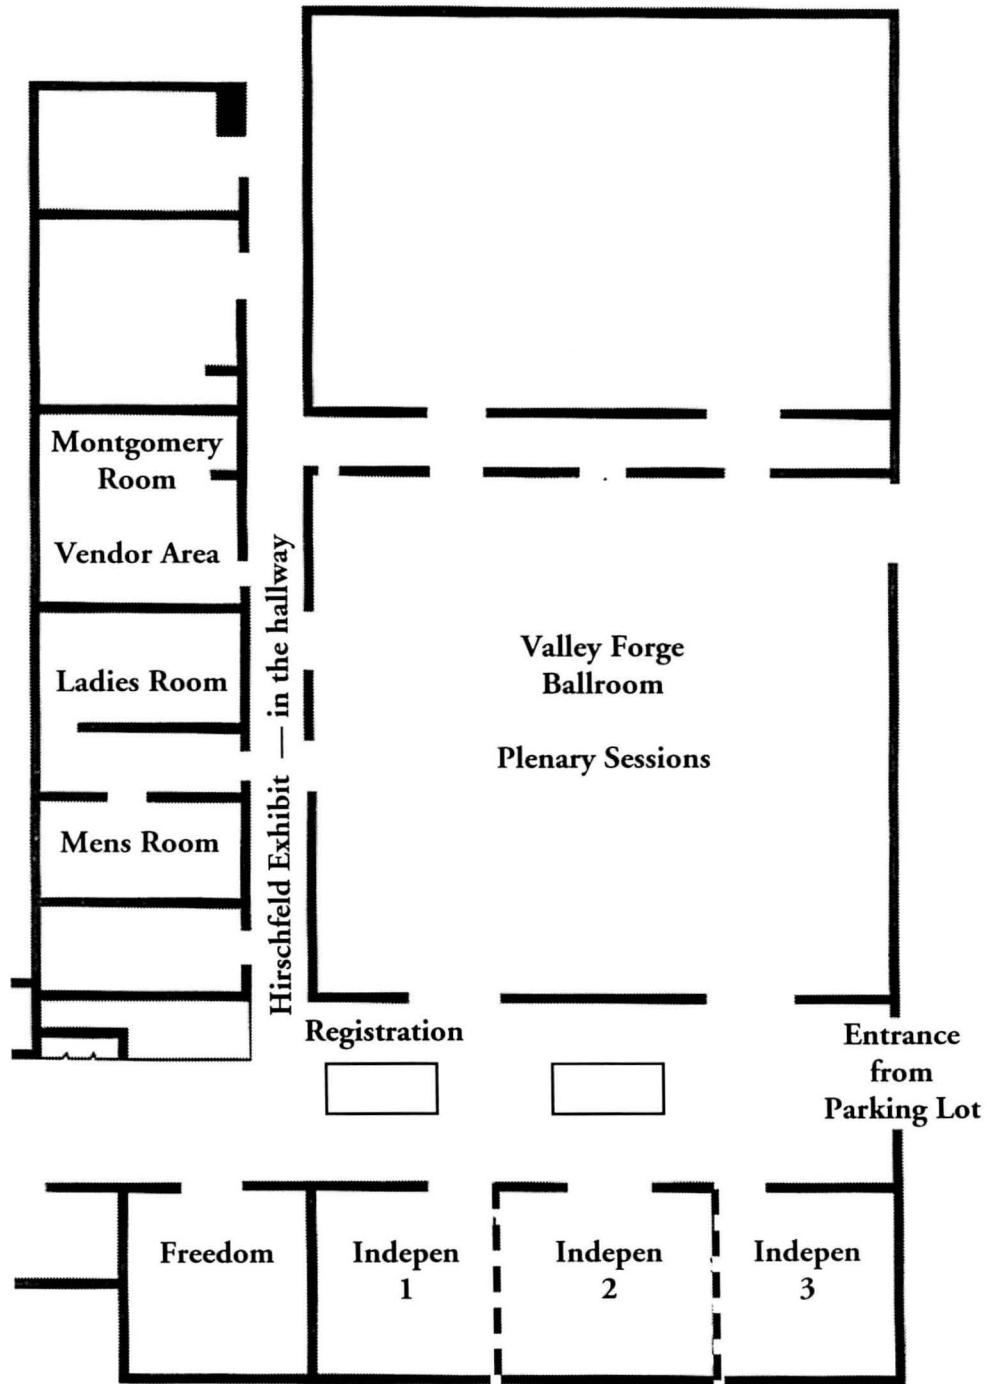 Montgomery
Room
Vendor Area
Ladies Room
Mens Room
Hirschfeld Exhibit — in the hallway
Valley Forge
Ballroom
Plenary Sessions
Registration
Entrance
from
Parking Lot
Freedom
Indepen
1
Indepen
2
Indepen
3